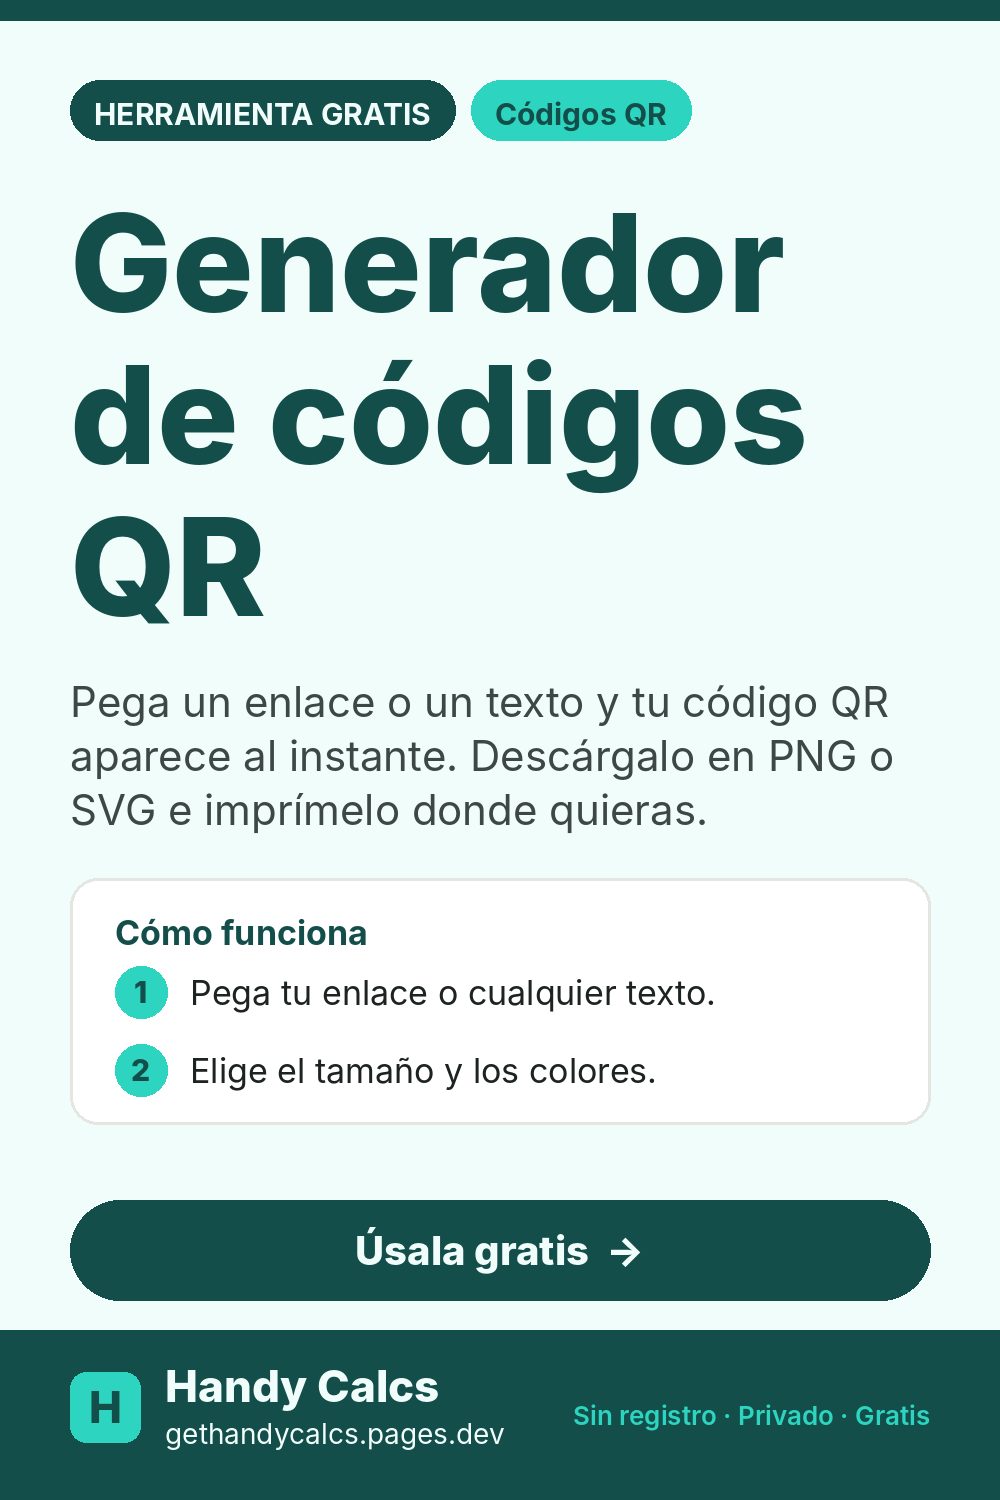 HERRAMIENTA GRATIS
Códigos QR
Generador
de códigos
QR
Pega un enlace o un texto y tu código QR
aparece al instante. Descárgalo en PNG o
SVG e imprímelo donde quieras.
Cómo funciona
1 Pega tu enlace o cualquier texto.
2 Elige el tamaño y los colores.
Úsala gratis →
H
Handy Calcs
gethandycalcs.pages.dev
Sin registro · Privado · Gratis